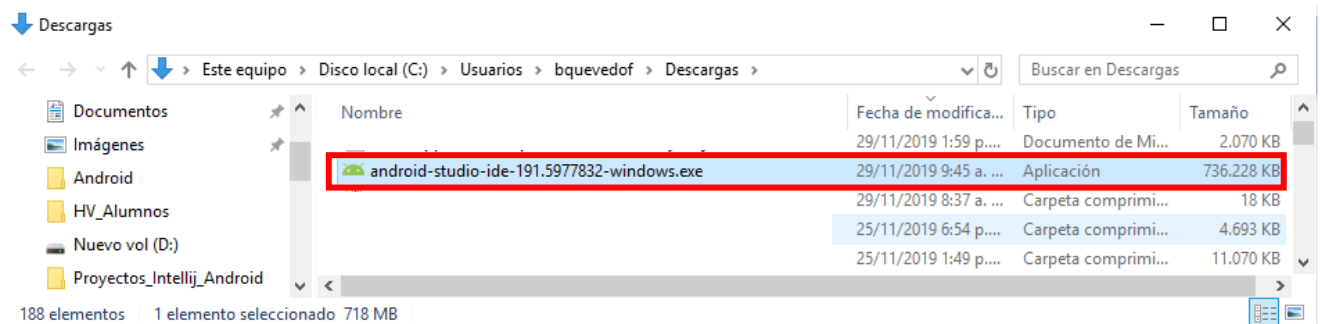 Descargas
Este equipo > Disco local (C:) > Usuarios > bquevedof > Descargas >
Buscar en Descargas
Documentos
Imágenes
Android
HV_Alumnos
Nuevo vol (D:)
Proyectos_Intellij_Android
Nombre Fecha de modifica... Tipo Tamaño
29/11/2019 1:59 p.... Documento de Mi... 2.070 KB
android-studio-ide-191.5977832-windows.exe 29/11/2019 9:45 a. ... Aplicación 736.228 KB
29/11/2019 8:37 a. ... Carpeta comprimi... 18 KB
25/11/2019 6:54 p.... Carpeta comprimi... 4.693 KB
25/11/2019 1:49 p.... Carpeta comprimi... 11.070 KB
188 elementos 1 elemento seleccionado 718 MB